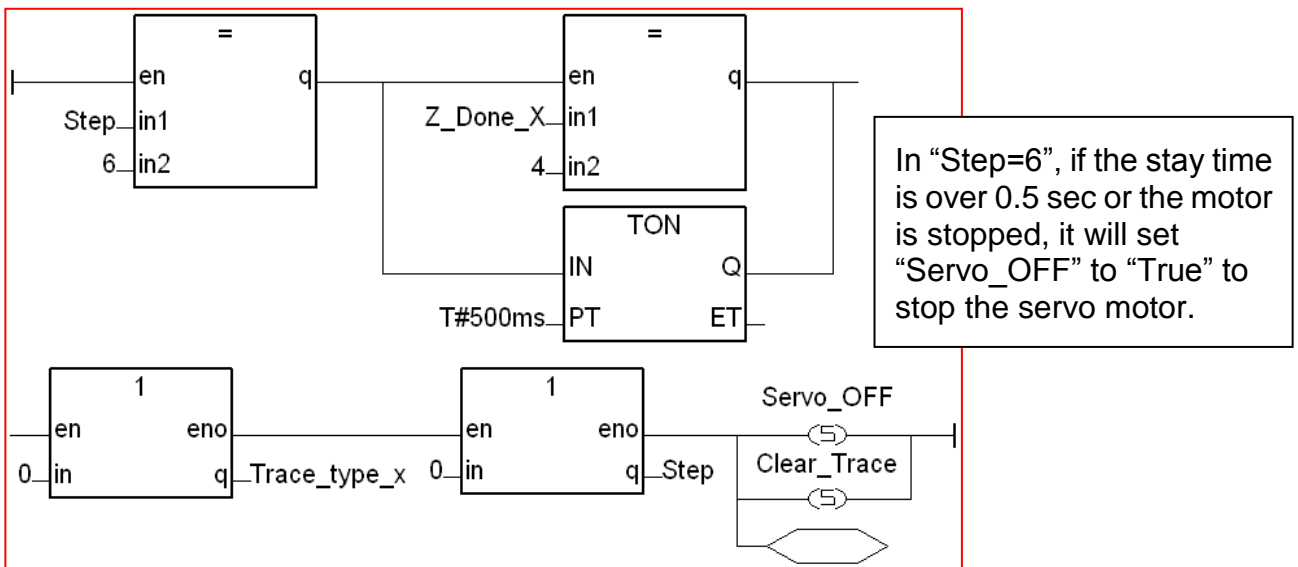 = =
en q en q
Step in1 Z_Done_X in1
6 in2 4 in2
TON
IN Q
T#500ms PT ET
In “Step=6”, if the stay time
is over 0.5 sec or the motor
is stopped, it will set
“Servo_OFF” to “True” to
stop the servo motor.
1 1 Servo_OFF
en eno en eno S
Clear_Trace
0 in q Trace_type_x 0 in q Step
S